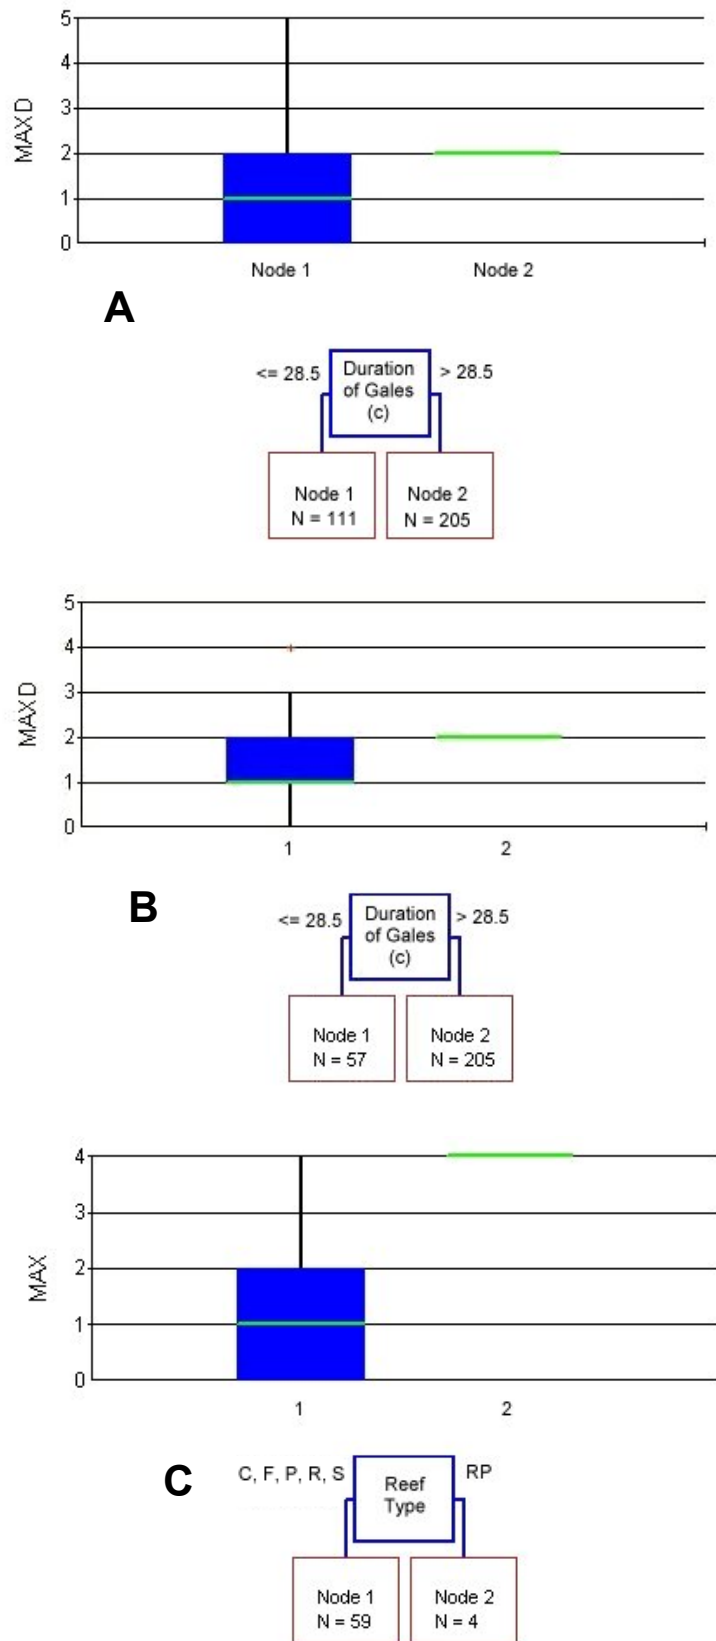 5
4
3
2
1
0
MAX D
Node 1 Node 2
A
<= 28.5 Duration of Gales (c) > 28.5
Node 1
N = 111
Node 2
N = 205
5
4
3
2
1
0
MAX D
1 2
B
<= 28.5 Duration of Gales (c) > 28.5
Node 1
N = 57
Node 2
N = 205
4
3
2
1
0
MAX
1 2
C
C, F, P, R, S Reef Type RP
Node 1
N = 59
Node 2
N = 4